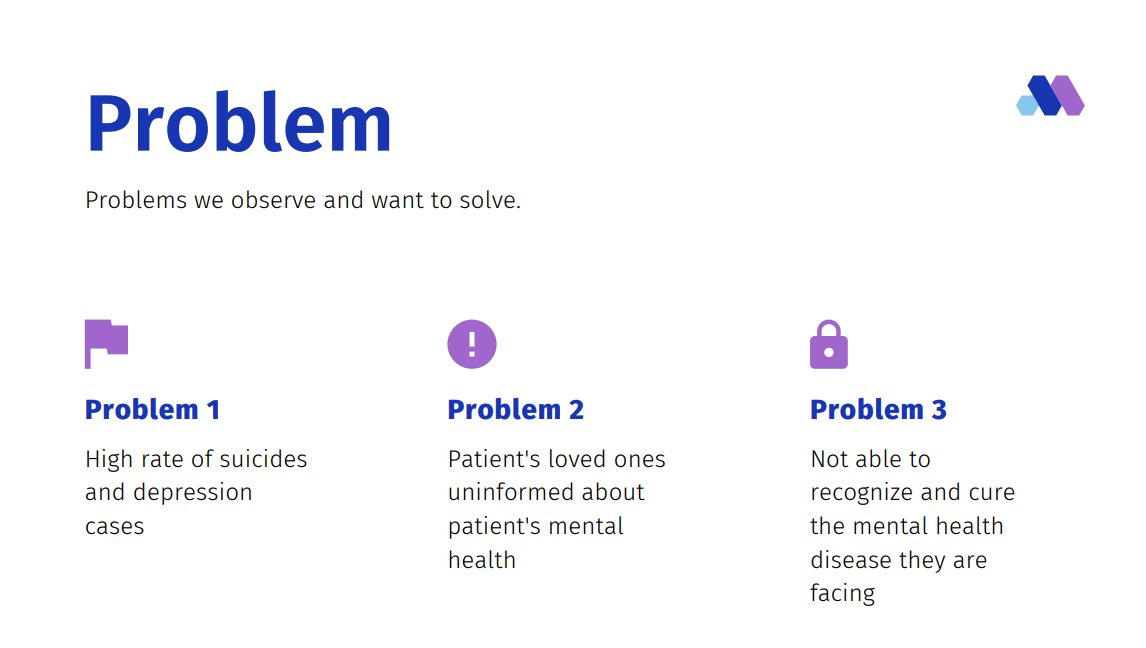 Problem
Problems we observe and want to solve.
Problem 1
High rate of suicides
and depression
cases
Problem 2
Patient's loved ones
uninformed about
patient's mental
health
Problem 3
Not able to
recognize and cure
the mental health
disease they are
facing